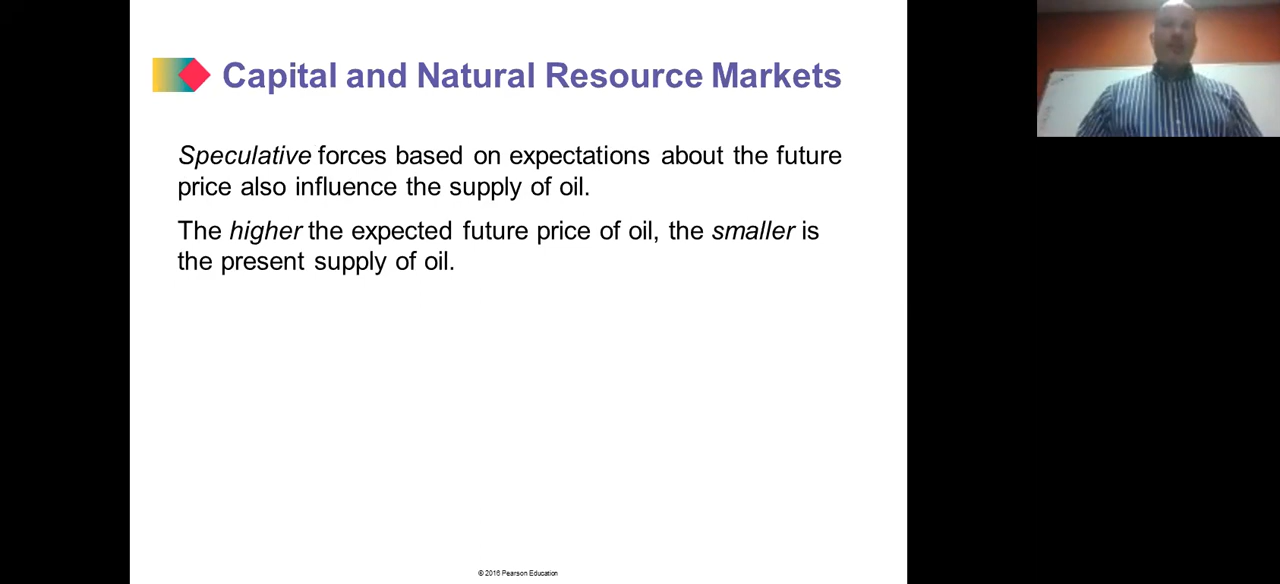 Capital and Natural Resource Markets
Speculative forces based on expectations about the future
price also influence the supply of oil.
The higher the expected future price of oil, the smaller is
the present supply of oil.
© 2016 Pearson Education